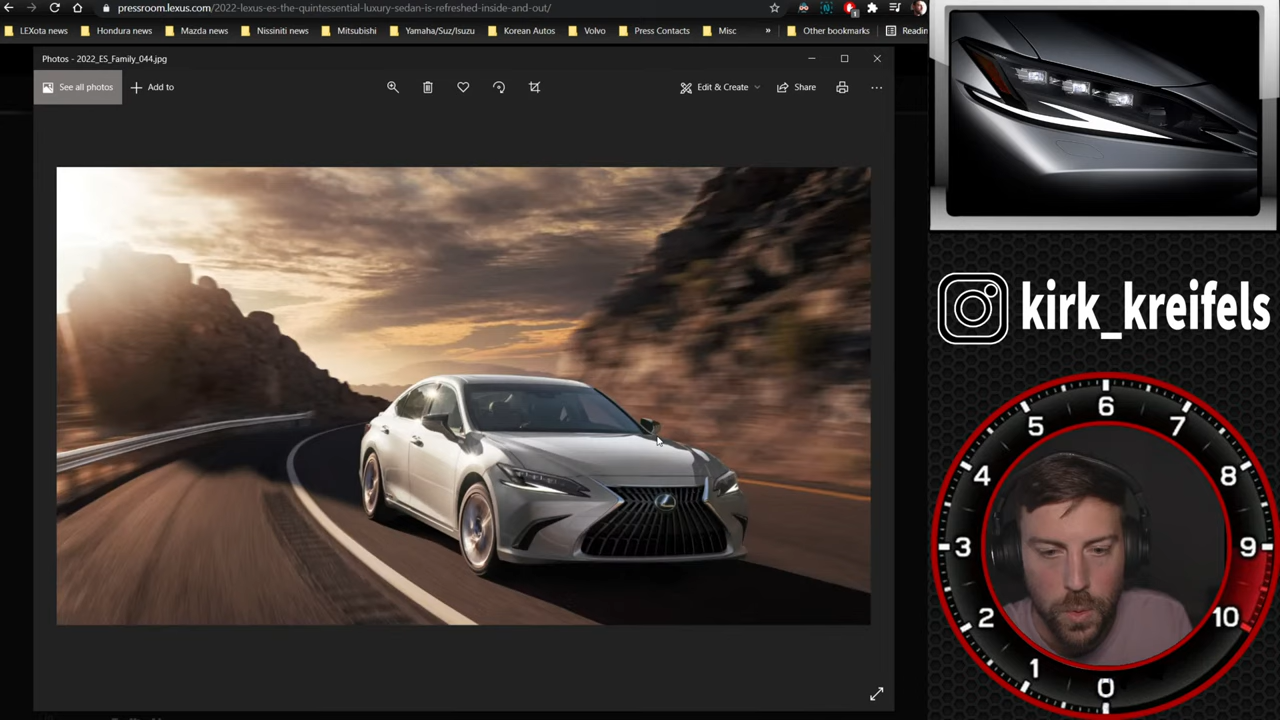 pressroom.lexus.com/2022-lexus-es-the-quintessential-luxury-sedan-is-refreshed-inside-and-out/
1
LEXota news Hondura news Mazda news Nissiniti news Mitsubishi Yamaha/Suz/Isuzu Korean Autos Volvo Press Contacts Misc » Other bookmarks Readin
Photos - 2022_ES_Family_044.jpg
See all photos Add to Edit & Create Share
kirk_kreifels
6
5 7
4 8
3 9
2 10
1
0